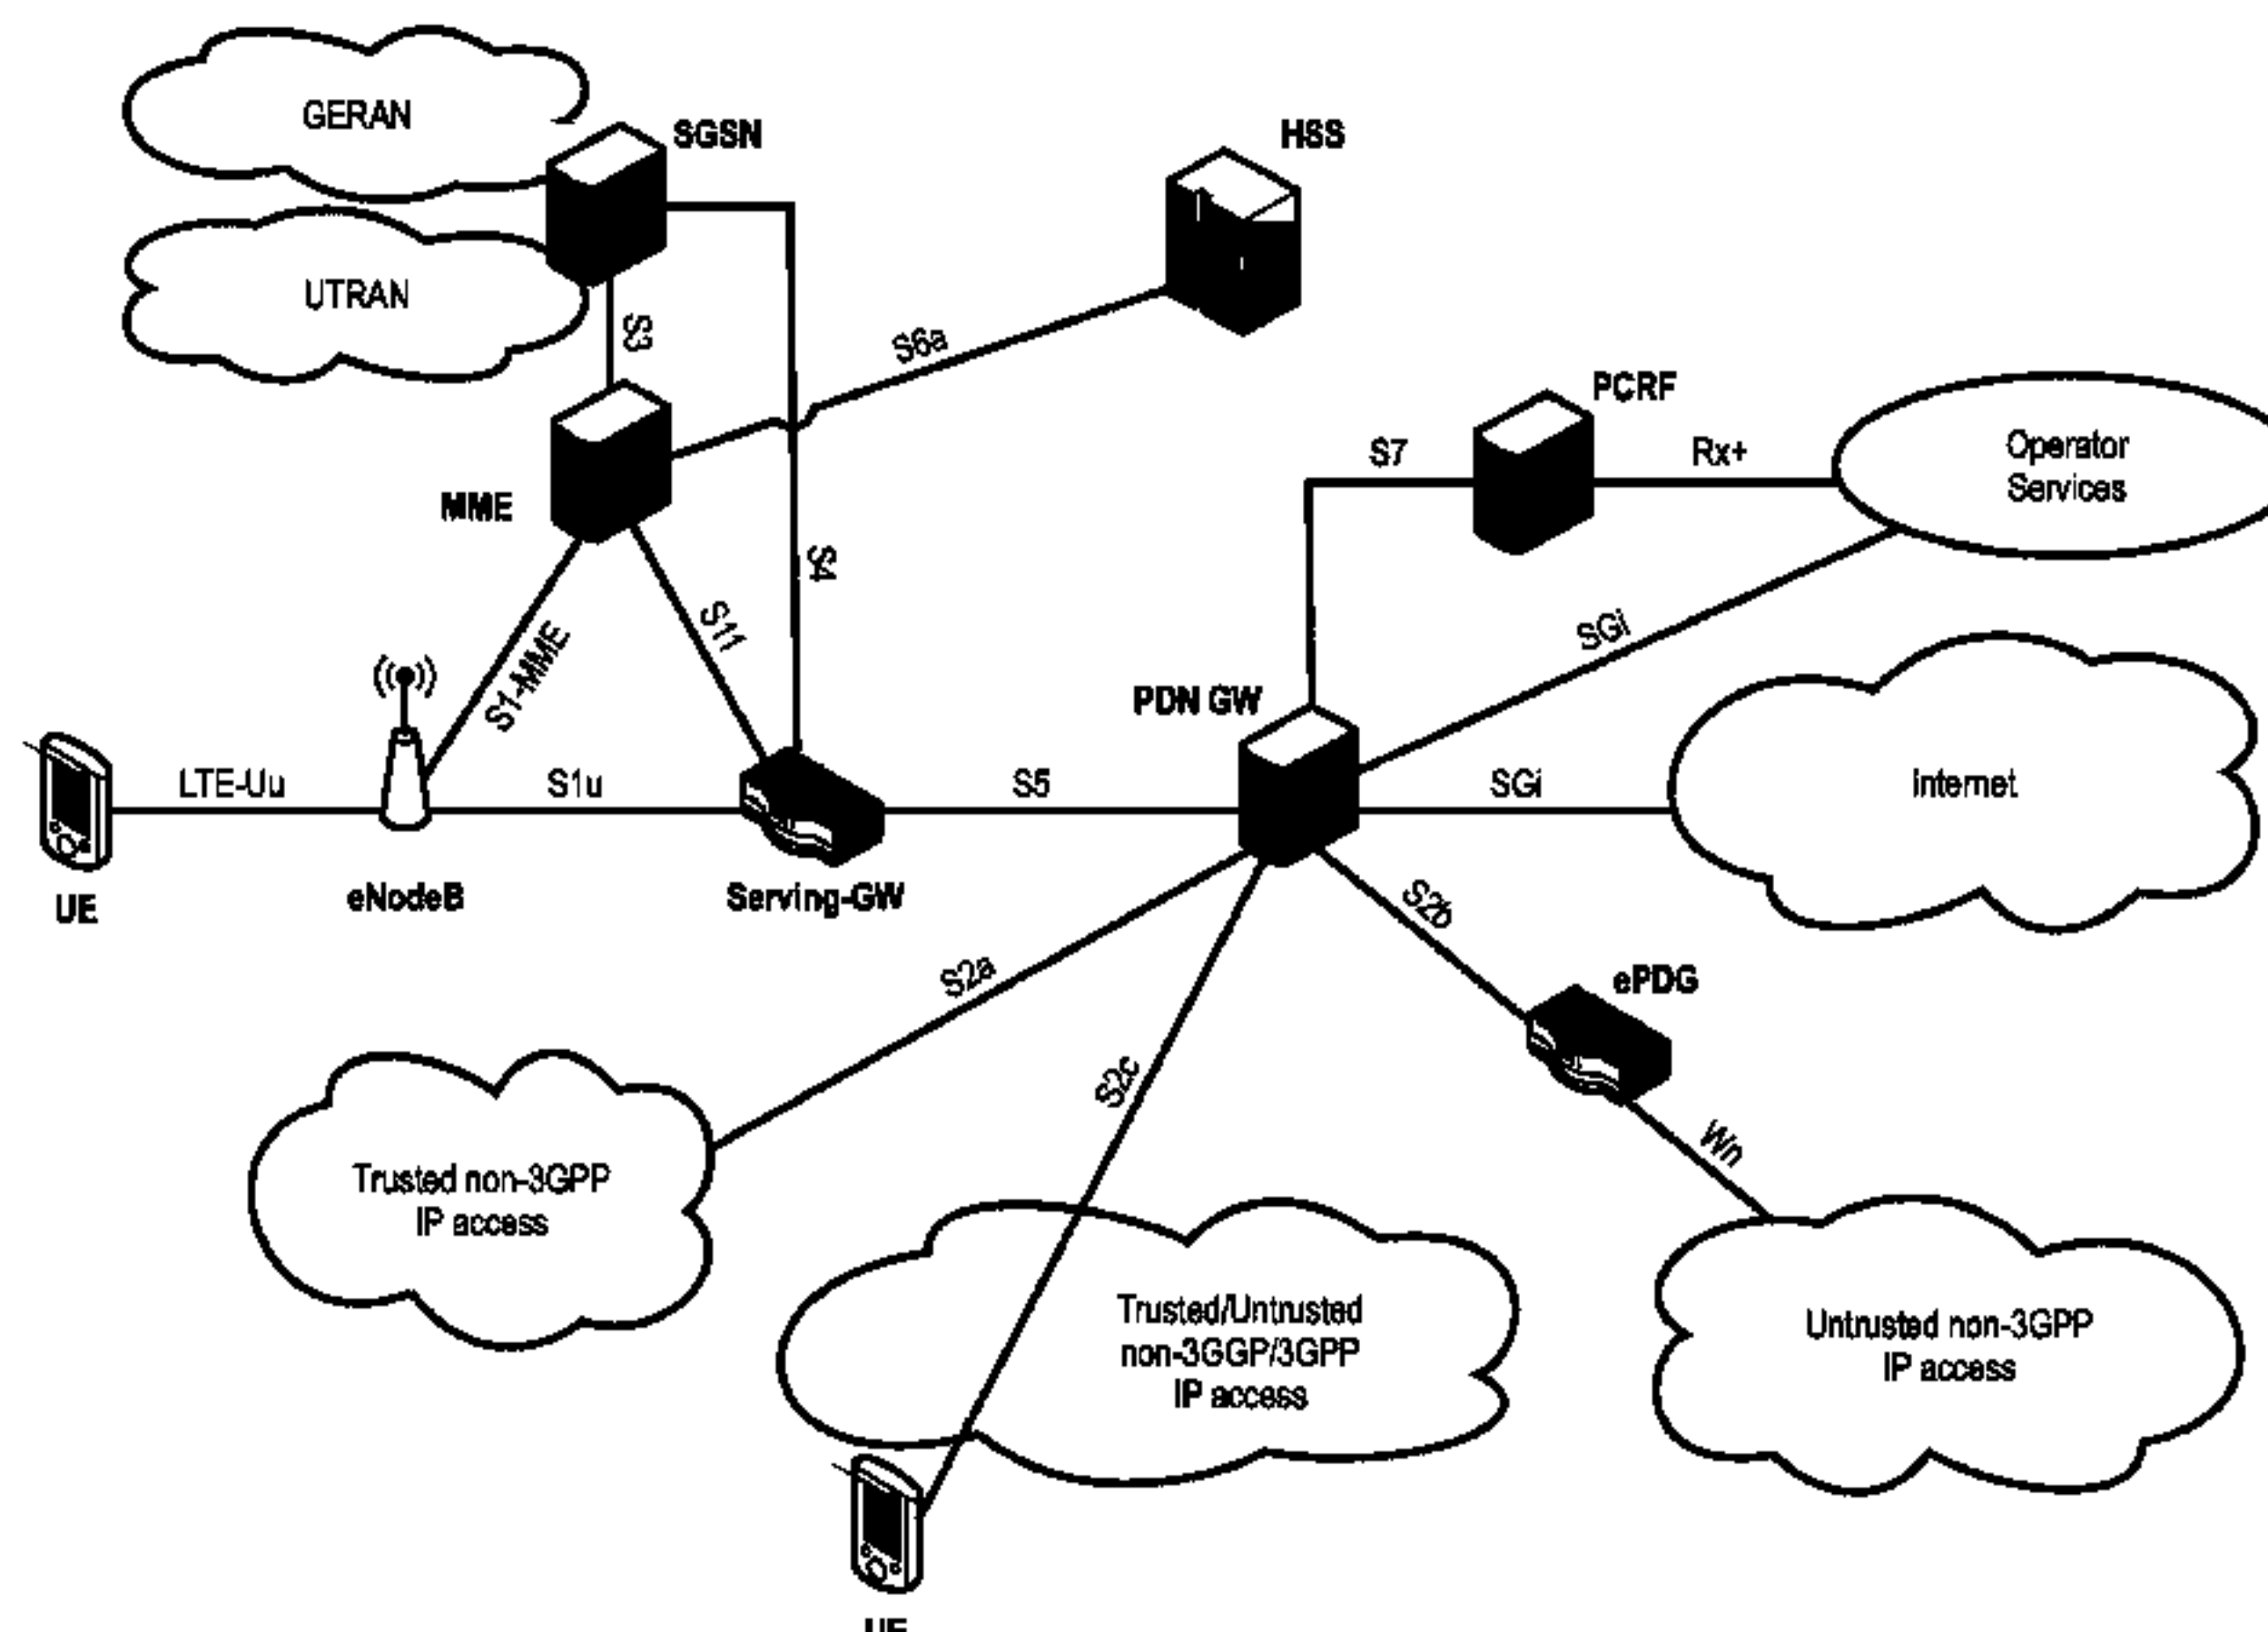 GERAN
SGSN
HSS
UTRAN
S3
S6a
PCRF
Operator
Services
S7
Rx+
MME
S4
S11
S1-MME
SGi
PDN GW
LTE-Uu
S1u
S5
SGi
Internet
UE
eNodeB
Serving-GW
S2b
S2a
ePDG
S2c
Wn
Trusted non-3GPP
IP access
Trusted/Untrusted
non-3GGP/3GPP
IP access
Untrusted non-3GPP
IP access
UE